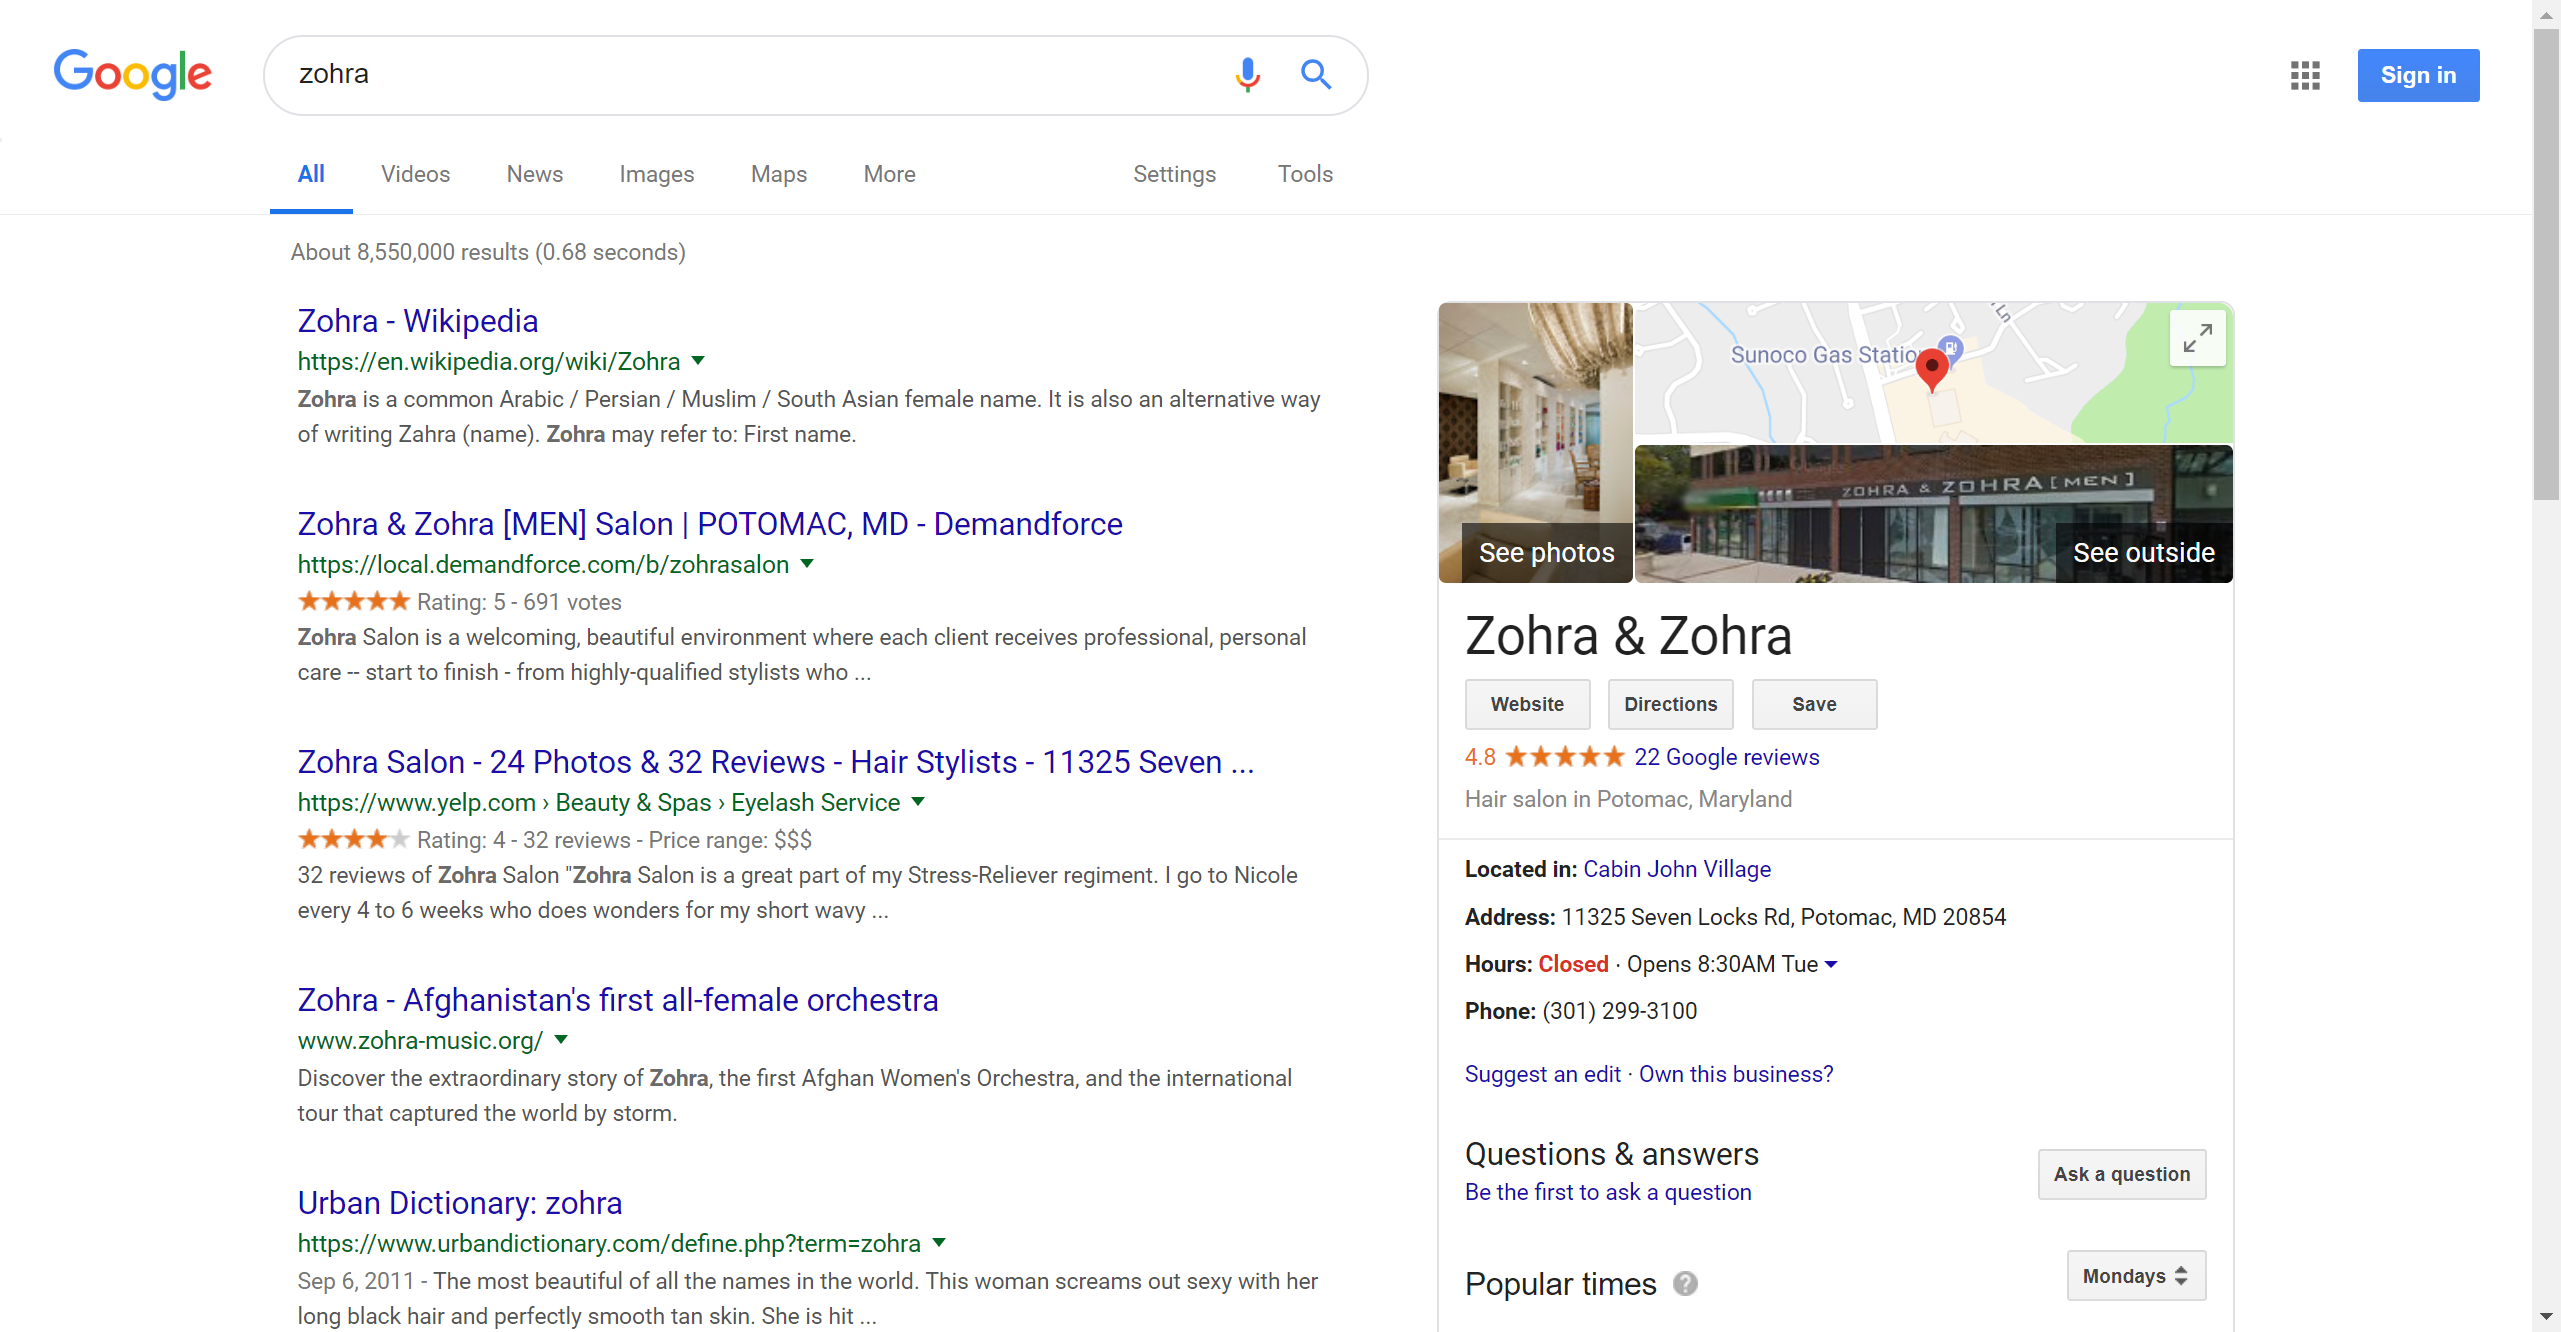 Google
zohra
Sign in
All
Videos
News
Images
Maps
More
Settings
Tools
About 8,550,000 results (0.68 seconds)
Zohra - Wikipedia
https://en.wikipedia.org/wiki/Zohra
Zohra is a common Arabic / Persian / Muslim / South Asian female name. It is also an alternative way
of writing Zahra (name). Zohra may refer to: First name.
Zohra & Zohra [MEN] Salon | POTOMAC, MD - Demandforce
https://local.demandforce.com/b/zohrasalon
Rating: 5 - 691 votes
Zohra Salon is a welcoming, beautiful environment where each client receives professional, personal
care -- start to finish - from highly-qualified stylists who ...
Zohra Salon - 24 Photos & 32 Reviews - Hair Stylists - 11325 Seven ...
https://www.yelp.com › Beauty & Spas › Eyelash Service
Rating: 4 - 32 reviews - Price range: $$$
32 reviews of Zohra Salon "Zohra Salon is a great part of my Stress-Reliever regiment. I go to Nicole
every 4 to 6 weeks who does wonders for my short wavy ...
Zohra - Afghanistan's first all-female orchestra
www.zohra-music.org/
Discover the extraordinary story of Zohra, the first Afghan Women's Orchestra, and the international
tour that captured the world by storm.
Urban Dictionary: zohra
https://www.urbandictionary.com/define.php?term=zohra
Sep 6, 2011 - The most beautiful of all the names in the world. This woman screams out sexy with her
long black hair and perfectly smooth tan skin. She is hit ...
Ln
Sunoco Gas Statio
ZOHRA & ZOHRA [MEN]
See photos
See outside
Zohra & Zohra
Website
Directions
Save
4.8 22 Google reviews
Hair salon in Potomac, Maryland
Located in: Cabin John Village
Address: 11325 Seven Locks Rd, Potomac, MD 20854
Hours: Closed · Opens 8:30AM Tue
Phone: (301) 299-3100
Suggest an edit · Own this business?
Questions & answers
Be the first to ask a question
Ask a question
Popular times ?
Mondays